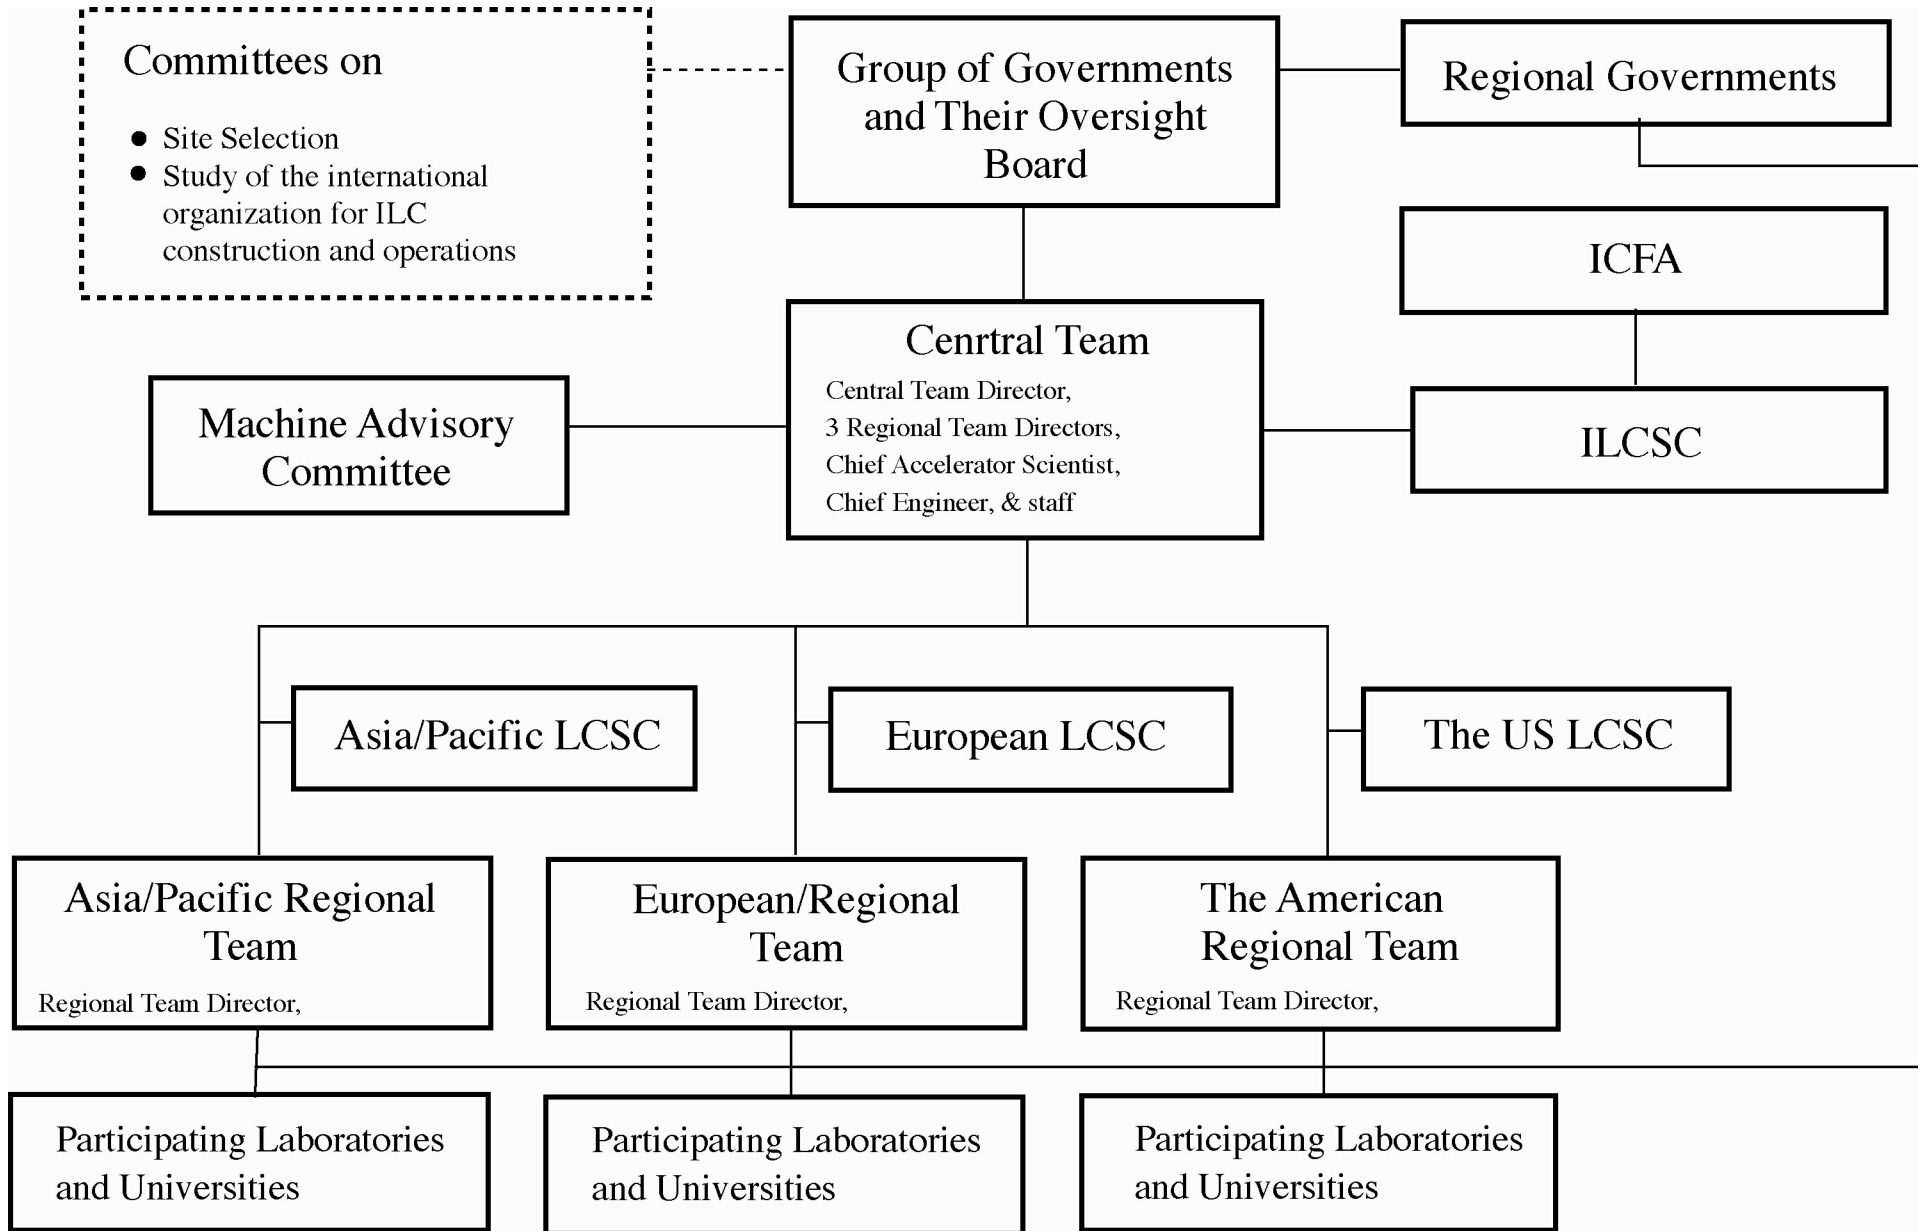 Committees on
● Site Selection
● Study of the international
organization for ILC
construction and operations
Group of Governments
and Their Oversight
Board
Regional Governments
ICFA
Cenrtral Team
Central Team Director,
3 Regional Team Directors,
Chief Accelerator Scientist,
Chief Engineer, & staff
Machine Advisory
Committee
ILCSC
Asia/Pacific LCSC
European LCSC
The US LCSC
Asia/Pacific Regional
Team
Regional Team Director,
European/Regional
Team
Regional Team Director,
The American
Regional Team
Regional Team Director,
Participating Laboratories
and Universities
Participating Laboratories
and Universities
Participating Laboratories
and Universities